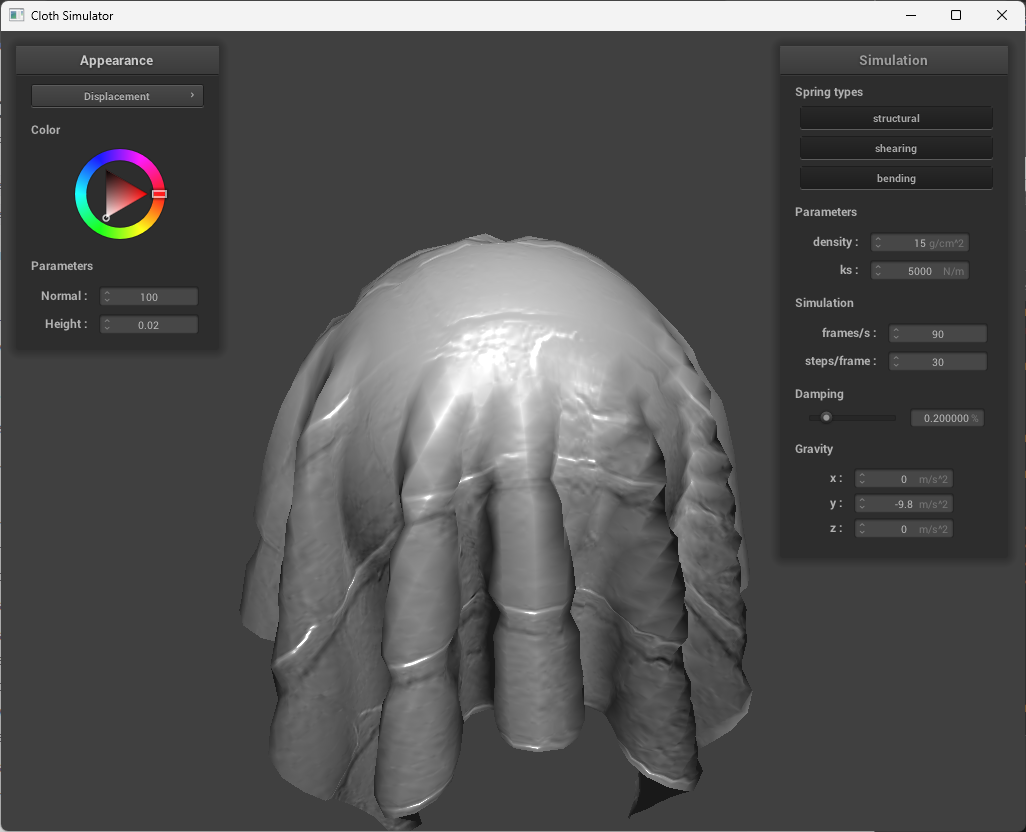 Cloth Simulator
Appearance
Displacement
Color
Parameters
Normal : 100
Height : 0.02
Simulation
Spring types
structural
shearing
bending
Parameters
density : 15 g/cm^2
ks : 5000 N/m
Simulation
frames/s : 90
steps/frame : 30
Damping
0.200000 %
Gravity
x : 0 m/s^2
y : -9.8 m/s^2
z : 0 m/s^2